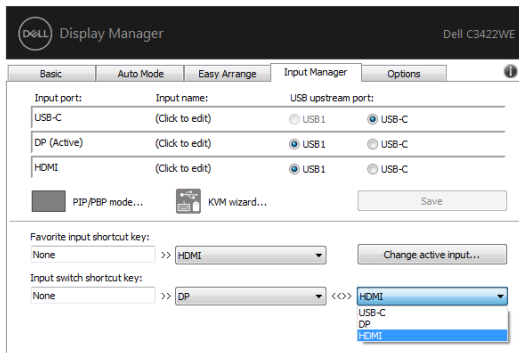 DELL Display Manager Dell C3422WE
Basic Auto Mode Easy Arrange Input Manager Options
Input port: Input name: USB upstream port:
USB-C (Click to edit) USB1 USB-C
DP (Active) (Click to edit) USB1 USB-C
HDMI (Click to edit) USB1 USB-C
PIP/PBP mode... KVM wizard... Save
Favorite input shortcut key:
None >> HDMI Change active input...
Input switch shortcut key:
None >> DP <<>> HDMI
USB-C
DP
HDMI